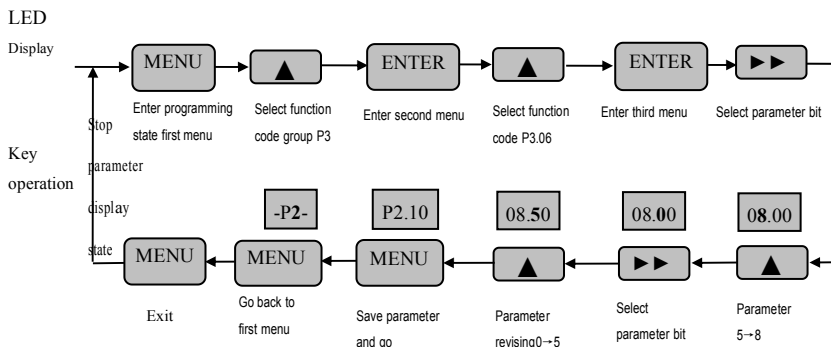 LED
Display
MENU
▲
ENTER
▲
ENTER
►►
Enter programming
state first menu
Select function
code group P3
Enter second menu
Select function
code P3.06
Enter third menu
Select parameter bit
Stop
parameter
display
state
Key
operation
-P2-
P2.10
08.50
08.00
08.00
MENU
MENU
MENU
▲
►►
▲
Exit
Go back to
first menu
Save parameter
and go
Parameter
revising0→5
Select
parameter bit
Parameter
5→8